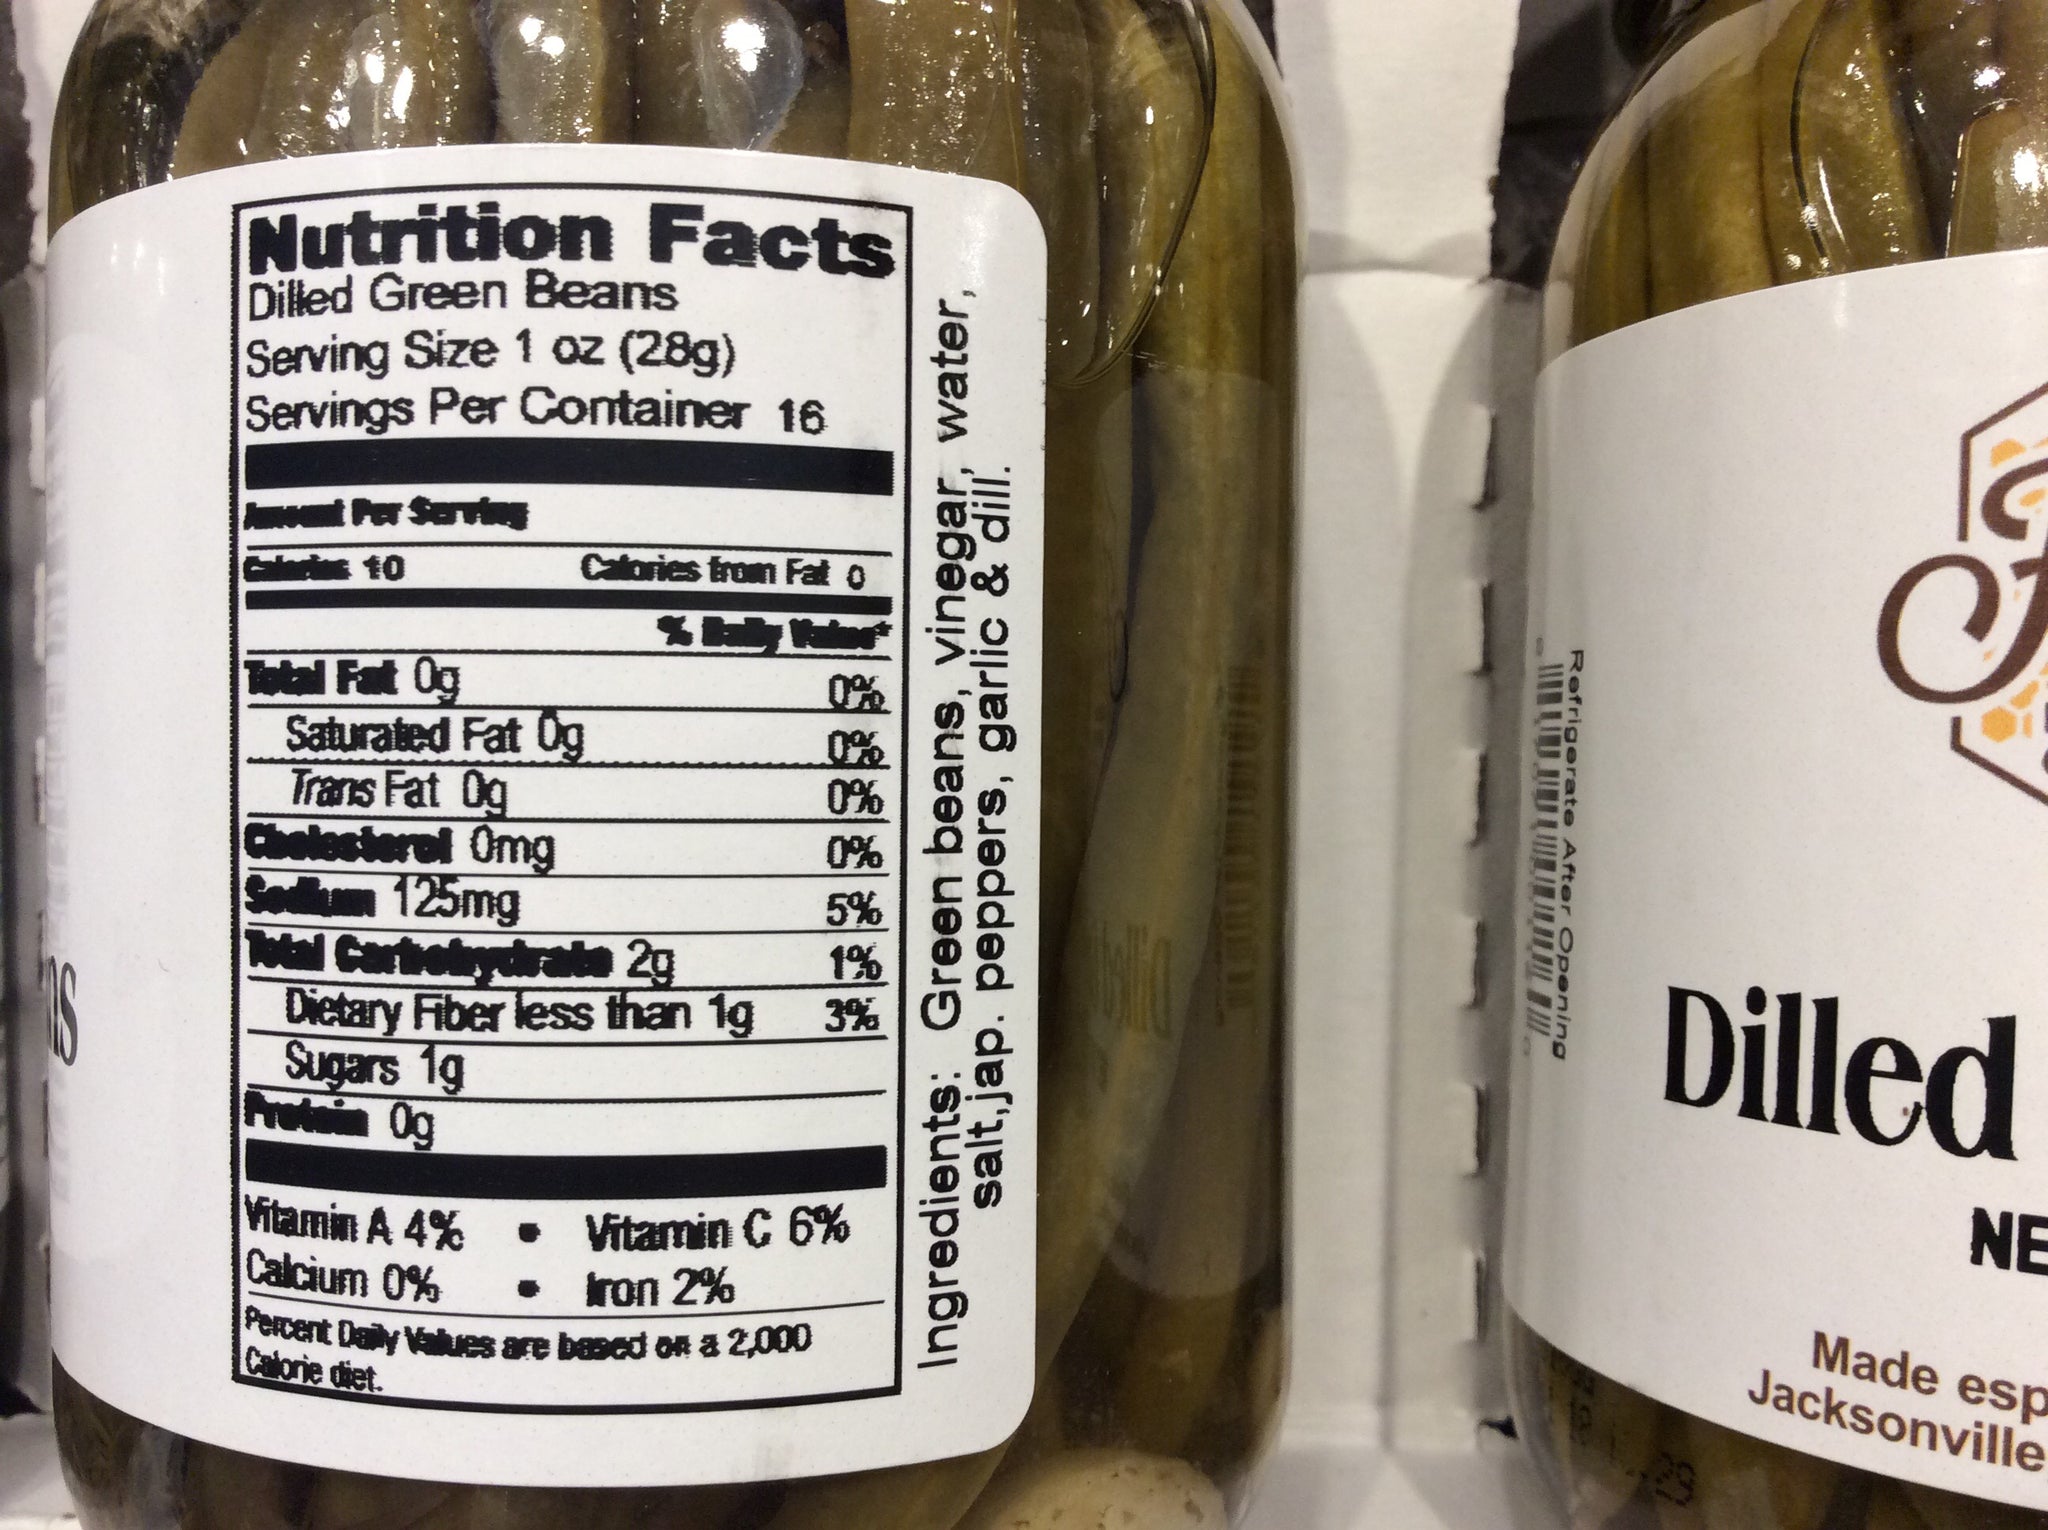 Nutrition Facts
Dilled Green Beans
Serving Size 1 oz (28g)
Servings Per Container 16
Amount Per Serving
Calories 10 Calories from Fat 0
% Daily Value*
Total Fat 0g 0%
Saturated Fat 0g 0%
Trans Fat 0g 0%
Cholesterol 0mg 0%
Sodium 125mg 5%
Total Carbohydrate 2g 1%
Dietary Fiber less than 1g 3%
Sugars 1g
Protein 0g
Vitamin A 4% • Vitamin C 6%
Calcium 0% • Iron 2%
Percent Daily Values are based on a 2,000
Calorie diet.
Ingredients: Green beans, vinegar, water,
salt,jap. peppers, garlic & dill.
ns
Refrigerate After Opening
Dilled
NE
Made esp
Jacksonville